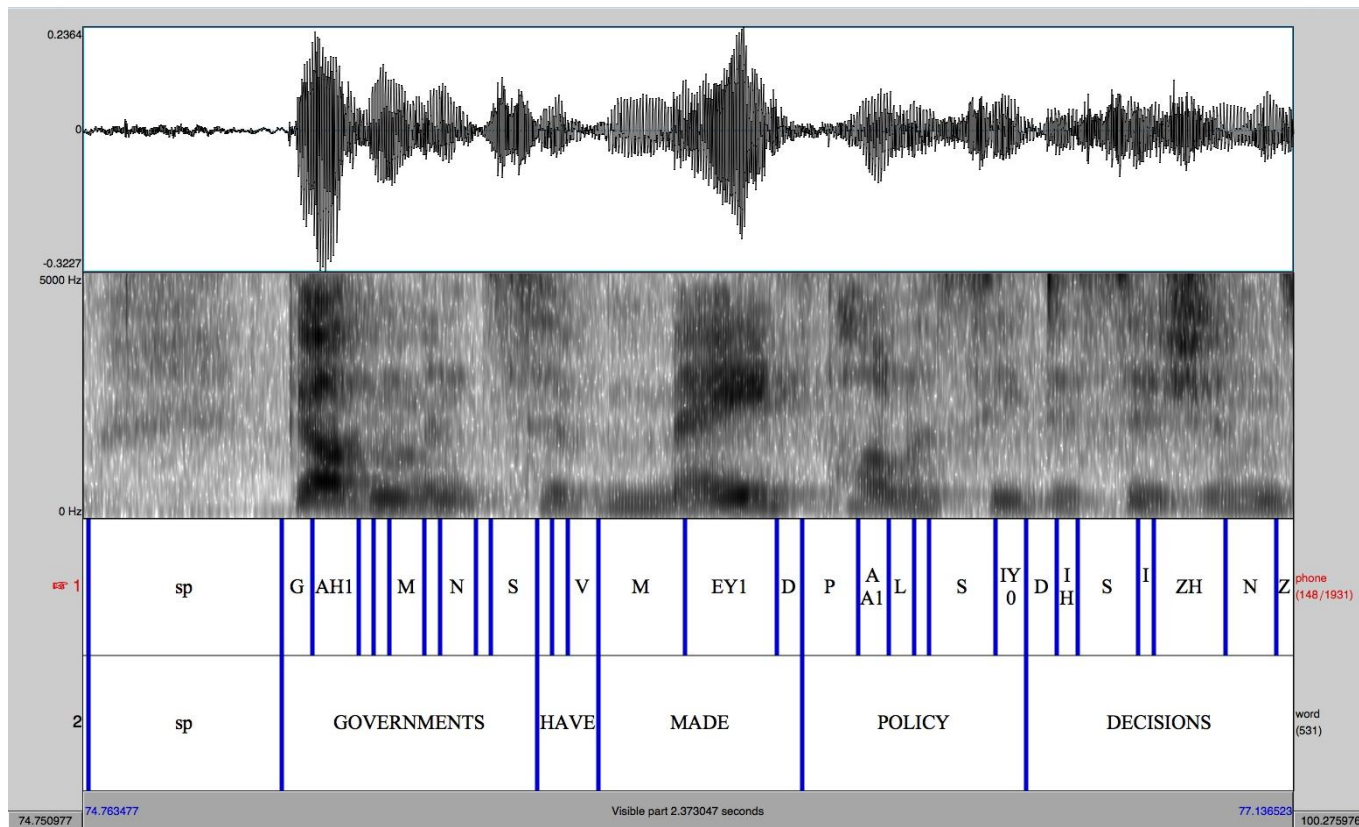 0.2364
0
-0.3227
5000 Hz
0 Hz
1 sp G AH1 M N S V M EY1 D P A A1 L S IY 0 D I H S I ZH N Z phone (148/1931)
2 sp GOVERNMENTS HAVE MADE POLICY DECISIONS word (531)
74.763477 Visible part 2.373047 seconds 77.136523
74.750977 100.275976